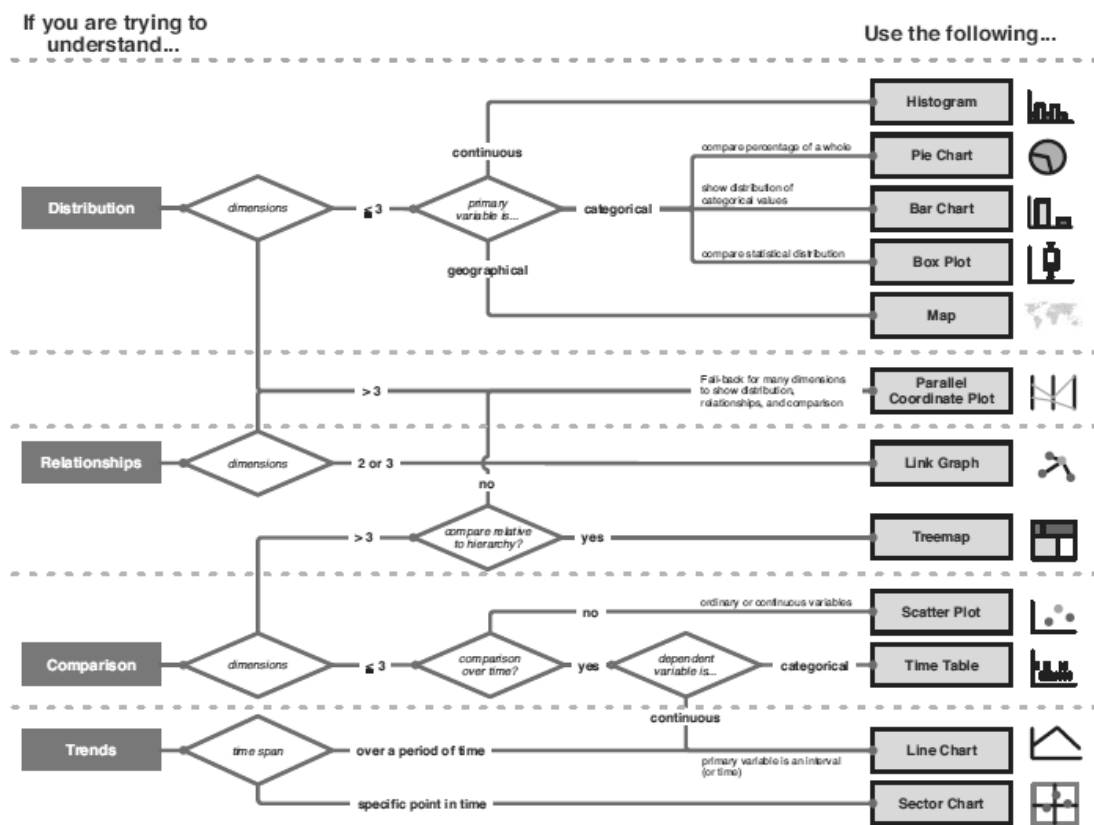 If you are trying to
understand...
Use the following...
Histogram
continuous
compare percentage of a whole
Pie Chart
Distribution
dimensions
≤ 3
primary
variable is...
categorical
show distribution of
categorical values
Bar Chart
compare statistical distribution
Box Plot
geographical
Map
> 3
Fall-back for many dimensions
to show distribution,
relationships, and comparison
Parallel
Coordinate Plot
Relationships
dimensions
2 or 3
Link Graph
no
> 3
compare relative
to hierarchy?
yes
Treemap
no
ordinary or continuous variables
Scatter Plot
Comparison
dimensions
≤ 3
comparison
over time?
yes
dependent
variable is...
categorical
Time Table
continuous
Trends
time span
over a period of time
primary variable is an interval
(or time)
Line Chart
specific point in time
Sector Chart